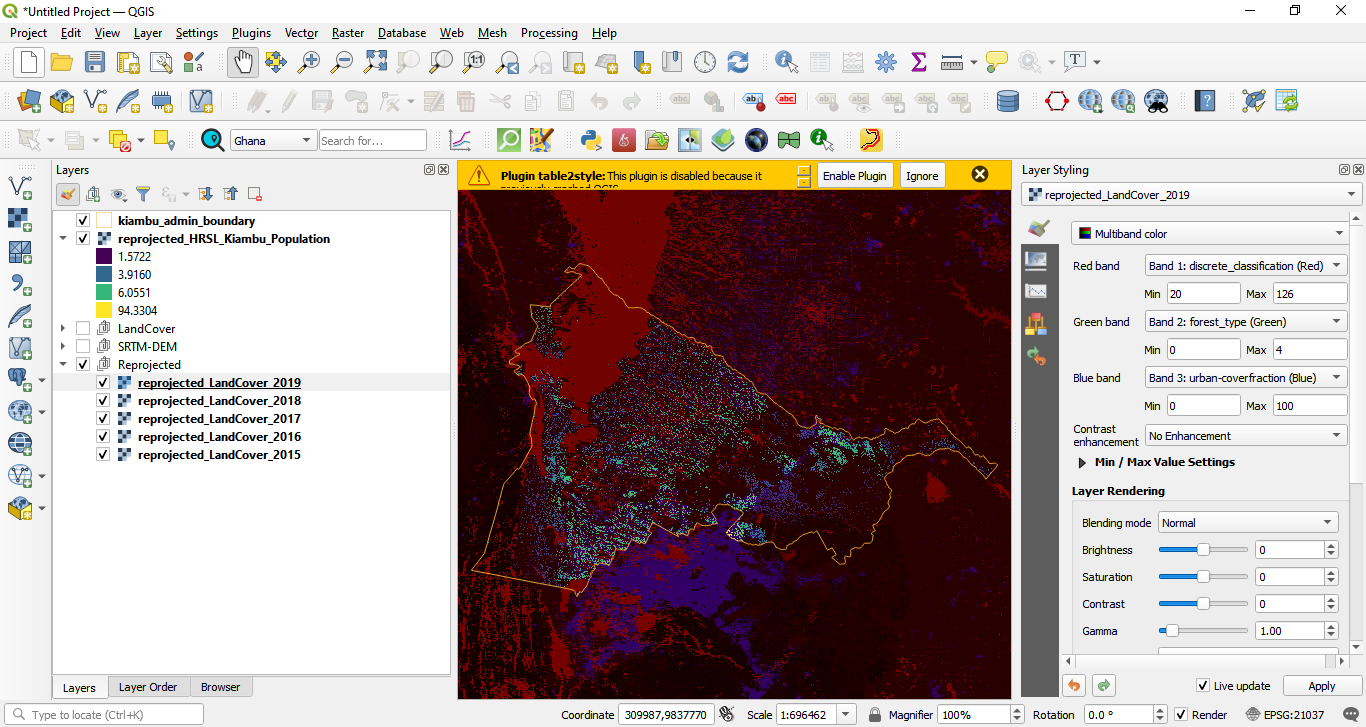 *Untitled Project — QGIS
Project Edit View Layer Settings Plugins Vector Raster Database Web Mesh Processing Help
Ghana
Search for...
Layers
kiambu_admin_boundary
reprojected_HRSL_Kiambu_Population
1.5722
3.9160
6.0551
94.3304
LandCover
SRTM-DEM
Reprojected
reprojected_LandCover_2019
reprojected_LandCover_2018
reprojected_LandCover_2017
reprojected_LandCover_2016
reprojected_LandCover_2015
Layers Layer Order Browser
Plugin table2style: This plugin is disabled because it
Enable Plugin Ignore
Layer Styling
reprojected_LandCover_2019
Multiband color
Red band Band 1: discrete_classification (Red)
Min 20 Max 126
Green band Band 2: forest_type (Green)
Min 0 Max 4
Blue band Band 3: urban-coverfraction (Blue)
Min 0 Max 100
Contrast
enhancement No Enhancement
Min / Max Value Settings
Layer Rendering
Blending mode Normal
Brightness 0
Saturation 0
Contrast 0
Gamma 1.00
Live update Apply
Type to locate (Ctrl+K)
Coordinate 309987,9837770 Scale 1:696462 Magnifier 100% Rotation 0.0 ° Render EPSG:21037